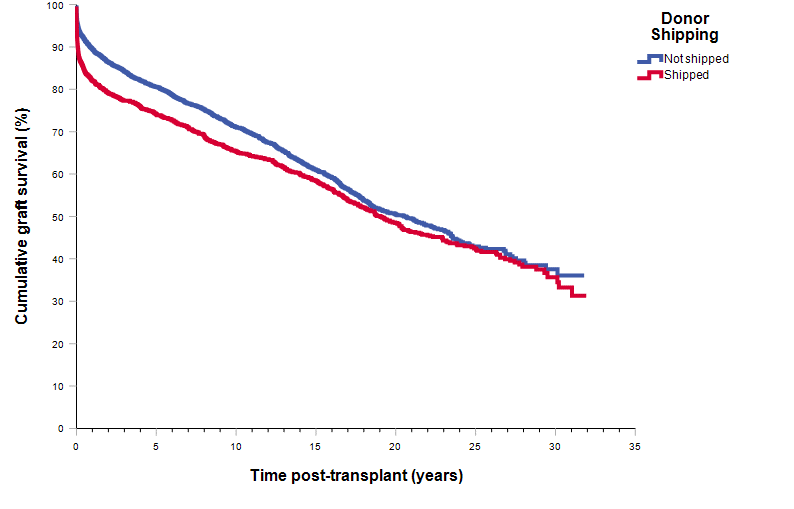 Donor
Shipping
Not shipped
Shipped
Cumulative graft survival (%)
100
90
80
70
60
50
40
30
20
10
0
0 5 10 15 20 25 30 35
Time post-transplant (years)